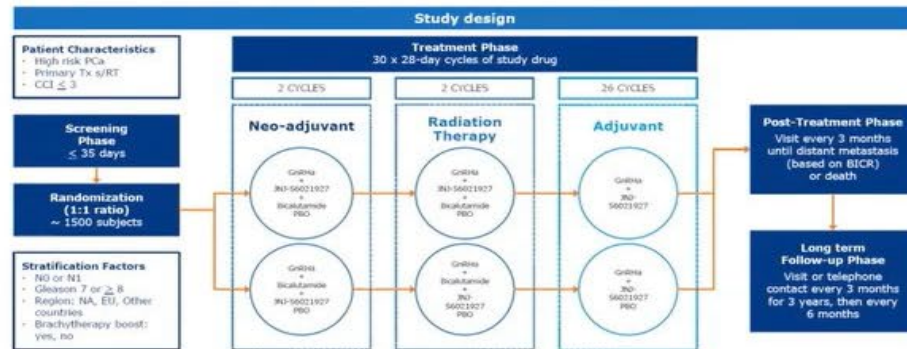 Study design
Patient Characteristics
• High risk PCa
• Primary Tx s/RT
• CCI ≤ 3
Screening
Phase
≤ 35 days
Randomization
(1:1 ratio)
~ 1500 subjects
Stratification Factors
• N0 or N1
• Gleason 7 or ≥ 8
• Region: NA, EU, Other
countries
• Brachytherapy boost:
yes, no
Treatment Phase
30 x 28-day cycles of study drug
2 CYCLES
Neo-adjuvant
GnRHa
+
JNJ-56021927
+
Bicalutamide
PBO
GnRHa
+
Bicalutamide
+
JNJ-56021927
PBO
2 CYCLES
Radiation
Therapy
GnRHa
+
JNJ-56021927
+
Bicalutamide
PBO
GnRHa
+
Bicalutamide
+
JNJ-
56021927
PBO
26 CYCLES
Adjuvant
GnRHa
+
JNJ-
56021927
GnRHa
+
JNJ-
56021927
PBO
Post-Treatment Phase
Visit every 3 months
until distant metastasis
(based on BICR)
or death
Long term
Follow-up Phase
Visit or telephone
contact every 3 months
for 3 years, then every
6 months